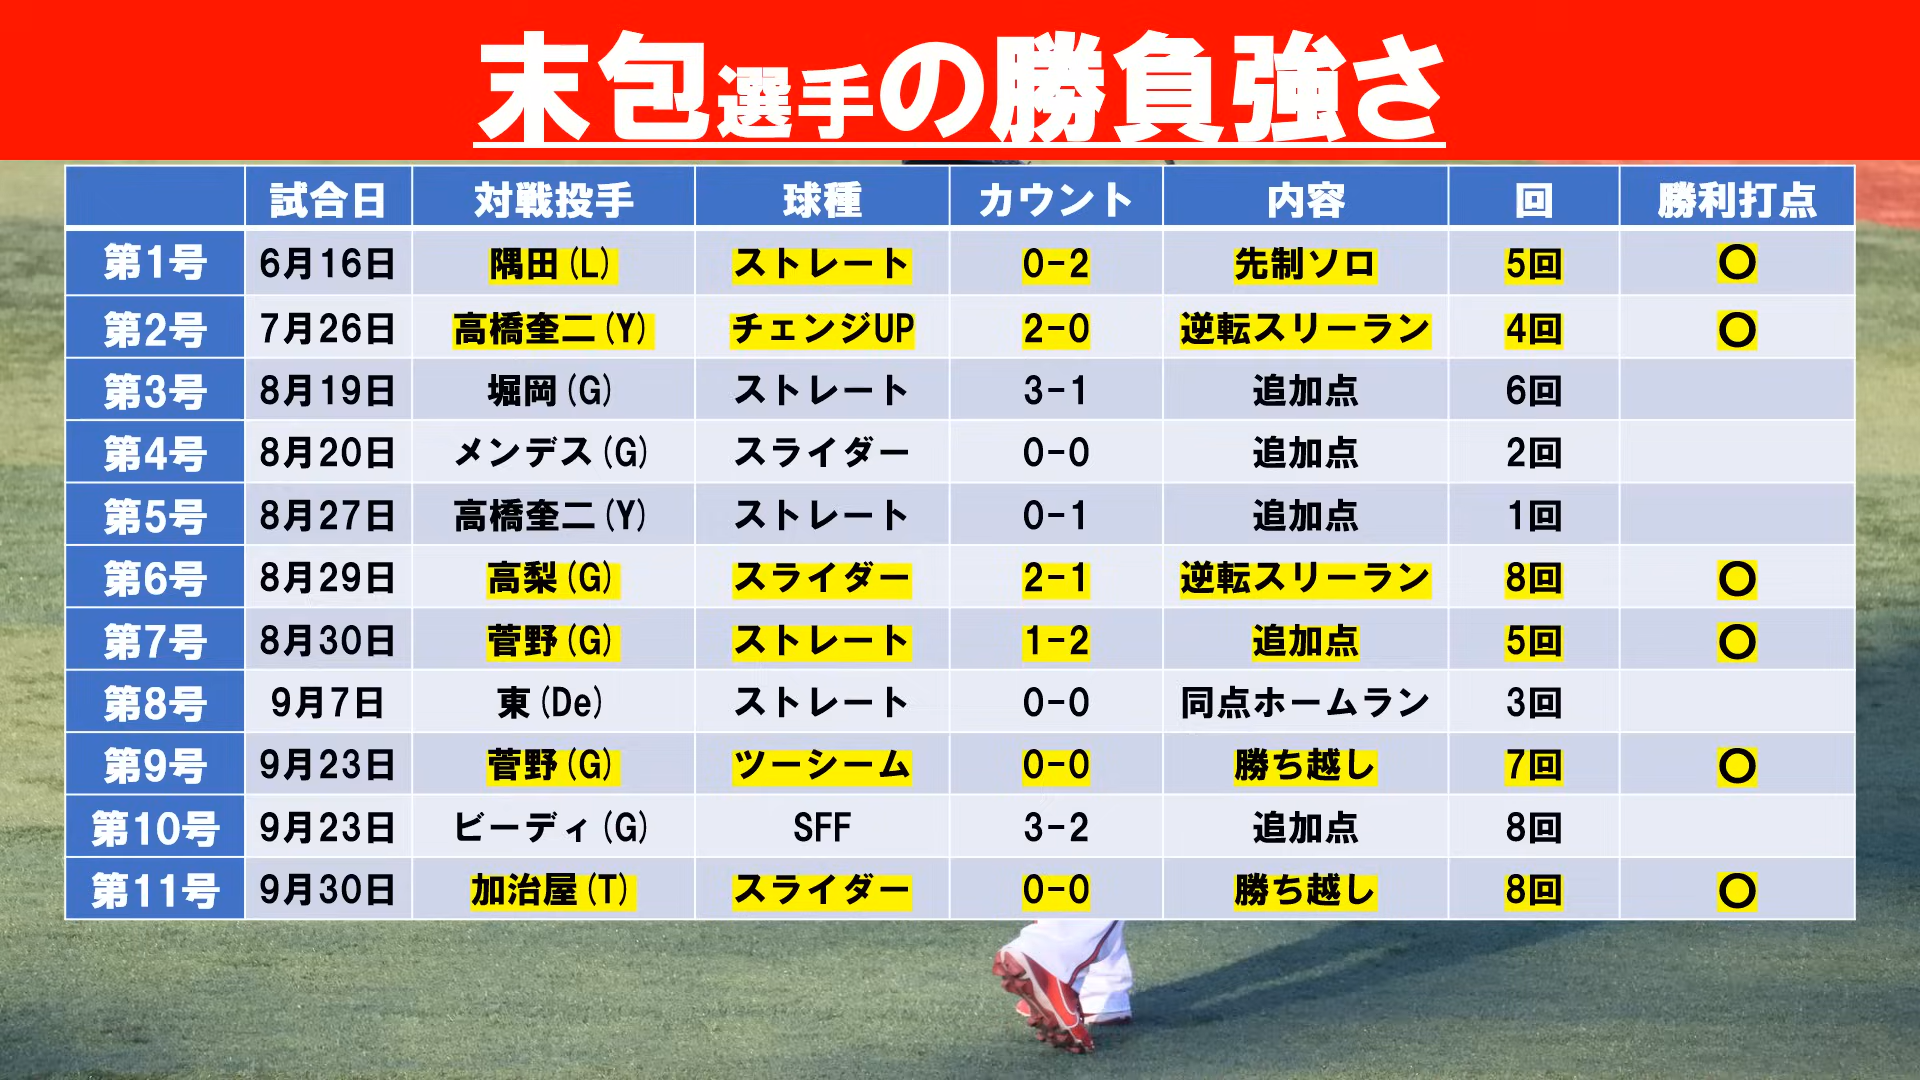 末包選手の勝負強さ
試合日 対戦投手 球種 カウント 内容 回 勝利打点
第1号 6月16日 隅田(L) ストレート 0-2 先制ソロ 5回 〇
第2号 7月26日 高橋奎二(Y) チェンジUP 2-0 逆転スリーラン 4回 〇
第3号 8月19日 堀岡(G) ストレート 3-1 追加点 6回
第4号 8月20日 メンデス(G) スライダー 0-0 追加点 2回
第5号 8月27日 高橋奎二(Y) ストレート 0-1 追加点 1回
第6号 8月29日 高梨(G) スライダー 2-1 逆転スリーラン 8回 〇
第7号 8月30日 菅野(G) ストレート 1-2 追加点 5回 〇
第8号 9月7日 東(De) ストレート 0-0 同点ホームラン 3回
第9号 9月23日 菅野(G) ツーシーム 0-0 勝ち越し 7回 〇
第10号 9月23日 ビーディ(G) SFF 3-2 追加点 8回
第11号 9月30日 加治屋(T) スライダー 0-0 勝ち越し 8回 〇